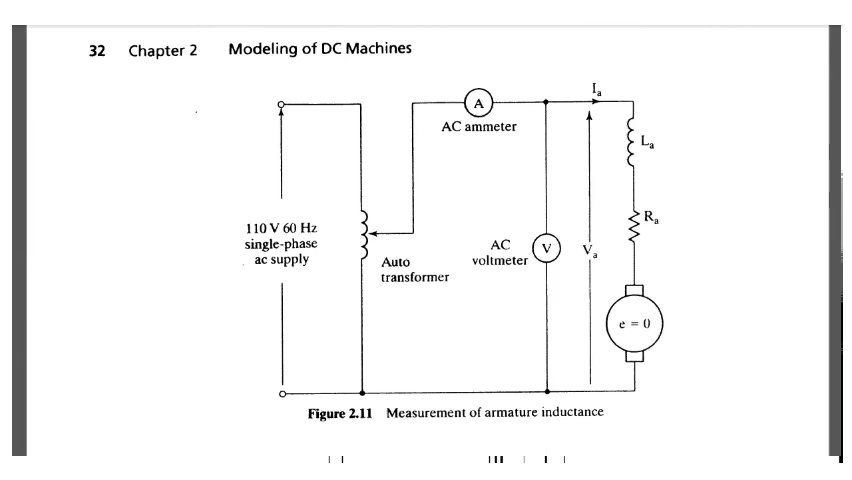 32 Chapter 2 Modeling of DC Machines
Ia
A
AC ammeter
La
Ra
110 V 60 Hz
single-phase
ac supply
Auto
transformer
AC
voltmeter
V
Va
e = 0
Figure 2.11 Measurement of armature inductance